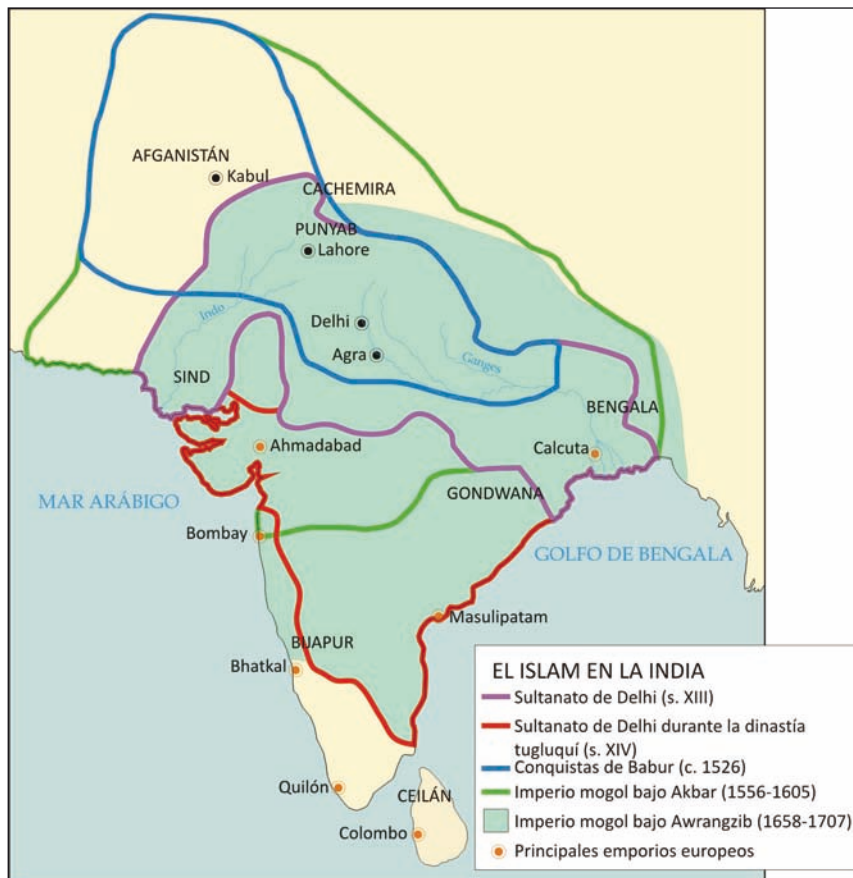 AFGANISTÁN
Kabul
CACHEMIRA
PUNYAB
Lahore
Indo
Delhi
Ganges
Agra
SIND
BENGALA
Ahmadabad
Calcuta
MAR ARÁBIGO
GONDWANA
Bombay
GOLFO DE BENGALA
Masulipatam
BIJAPUR
Bhatkal
Quilón
CEILÁN
Colombo
EL ISLAM EN LA INDIA
Sultanato de Delhi (s. XIII)
Sultanato de Delhi durante la dinastía
tugluquí (s. XIV)
Conquistas de Babur (c. 1526)
Imperio mogol bajo Akbar (1556-1605)
Imperio mogol bajo Awrangzib (1658-1707)
Principales emporios europeos